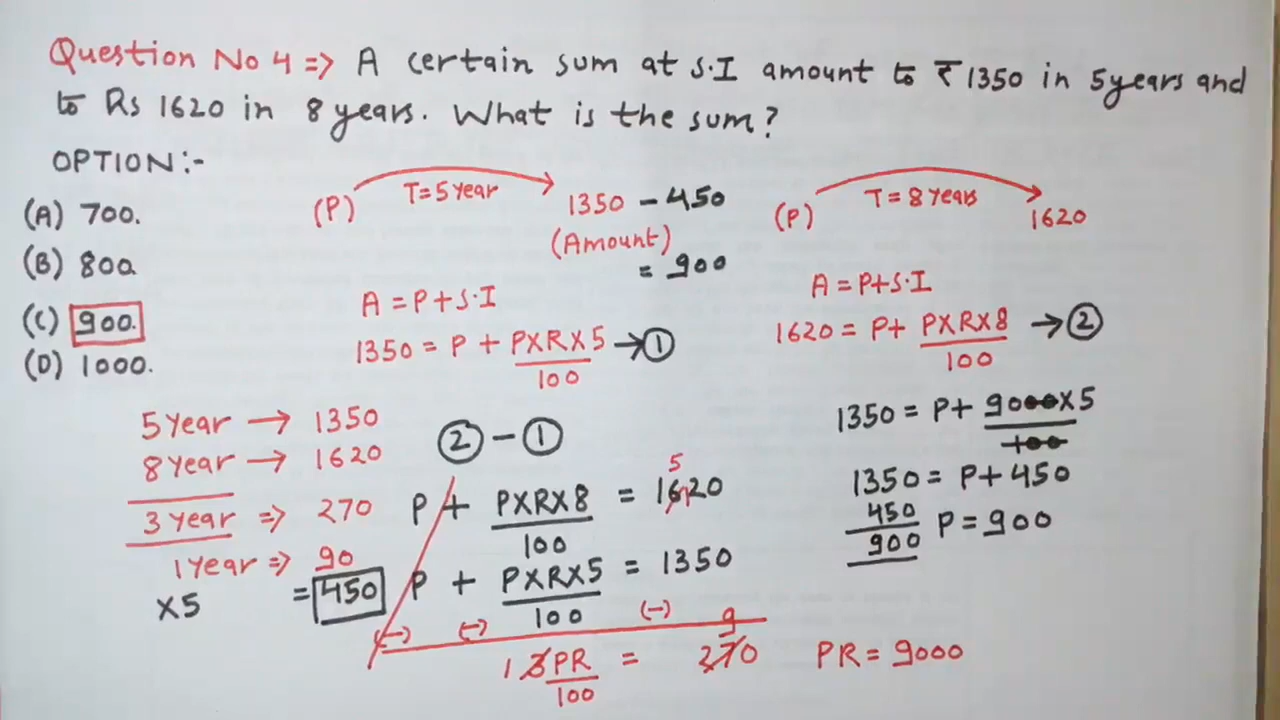 Question No 4 => A certain sum at S.I amount to ₹ 1350 in 5 years and
to Rs 1620 in 8 years. What is the sum?
OPTION:-
(A) 700.
(B) 800.
(C) 900.
(D) 1000.
(P) T=5 Year 1350 - 450
(Amount)
= 900
A = P+S.I
1350 = P + PXRX5 → ①
100
(P) T=8 Years 1620
A = P+S.I
1620 = P+ PXRX8 → ②
100
5 Year → 1350
8 Year → 1620
3 Year => 270
1 Year => 90
X5 = 450
② - ①
5
P + PXRX8 = 1620
100
P + PXRX5 = 1350
100
(-) (-) (-)
9
1 3PR = 270
100
PR = 9000
1350 = P+ 9000X5
100
1350 = P+450
450
900
P = 900